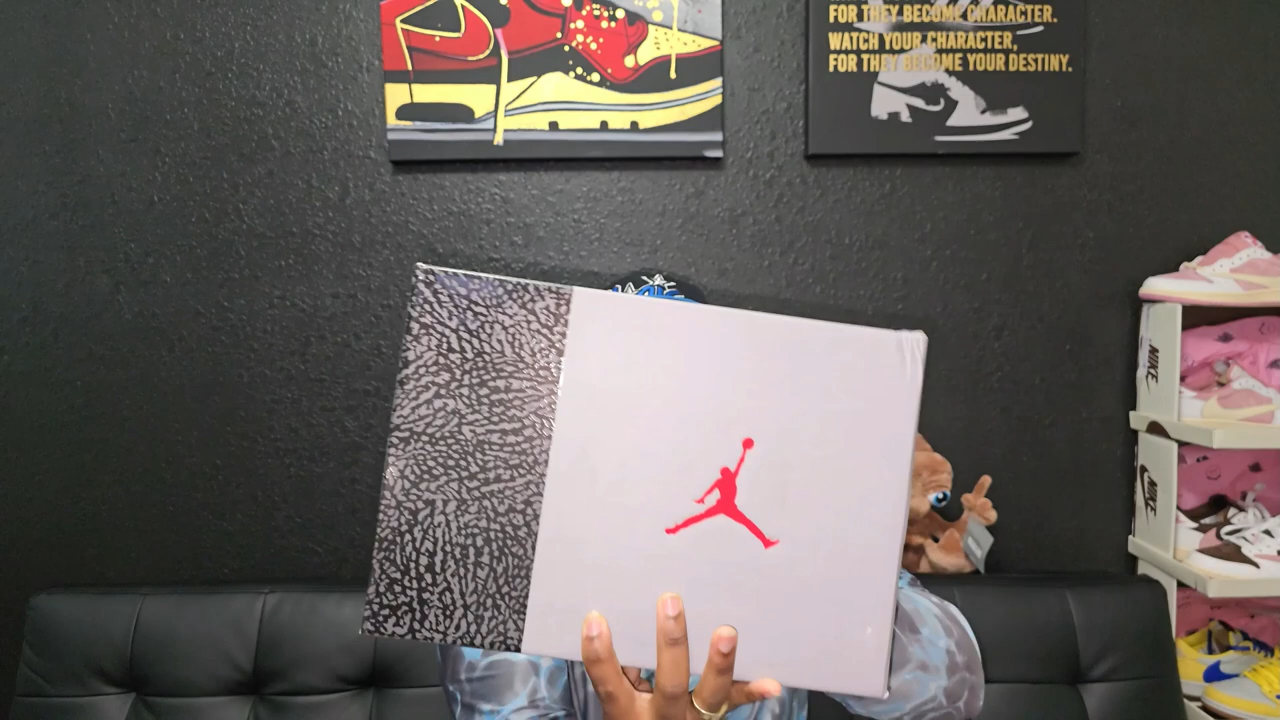 FOR THEY BECOME CHARACTER.
WATCH YOUR CHARACTER,
FOR THEY BECOME YOUR DESTINY.
NIKE
NIKE